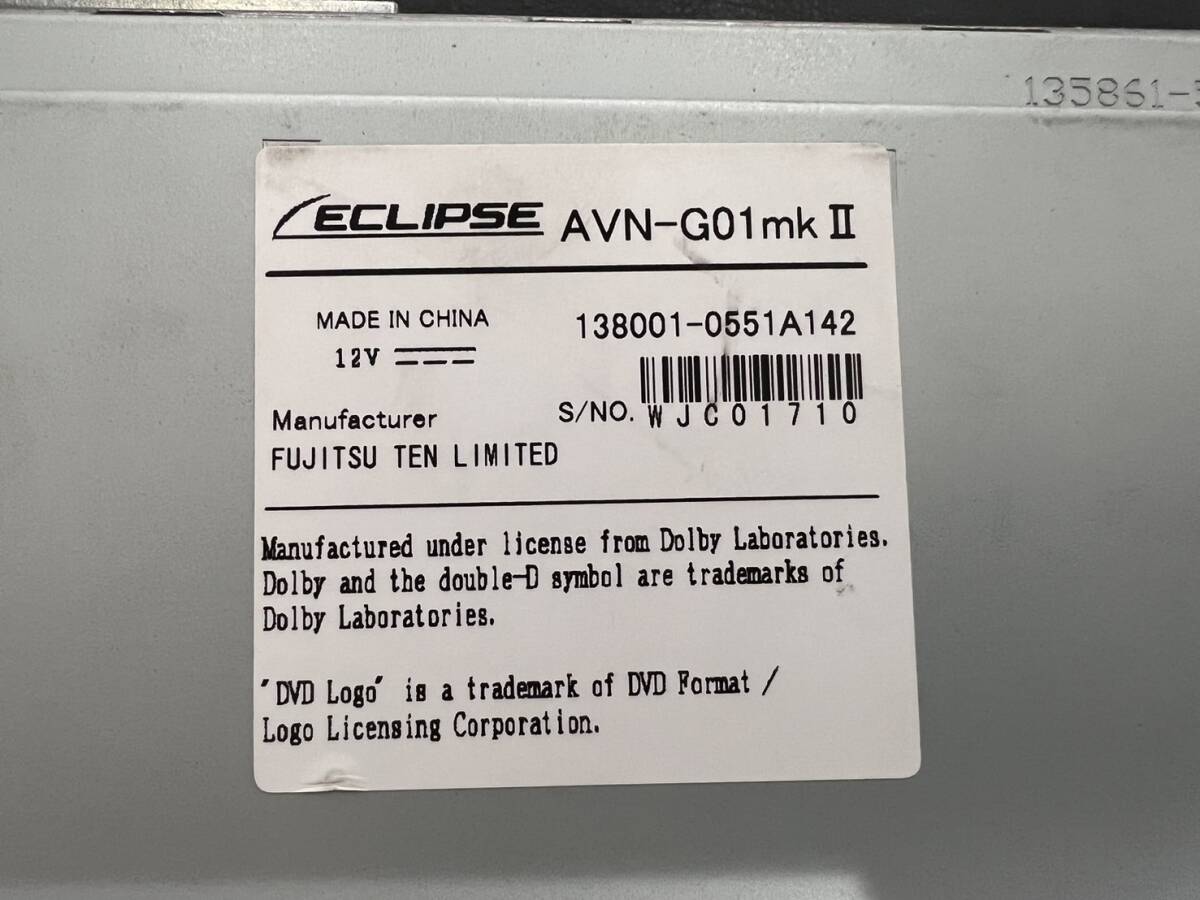 135861-
ECLIPSE AVN-G01mkⅡ
MADE IN CHINA
138001-0551A142
12V
S/NO. WJC01710
Manufacturer
FUJITSU TEN LIMITED
Manufactured under license from Dolby Laboratories.
Dolby and the double-D symbol are trademarks of
Dolby Laboratories.
"DVD Logo" is a trademark of DVD Format /
Logo Licensing Corporation.